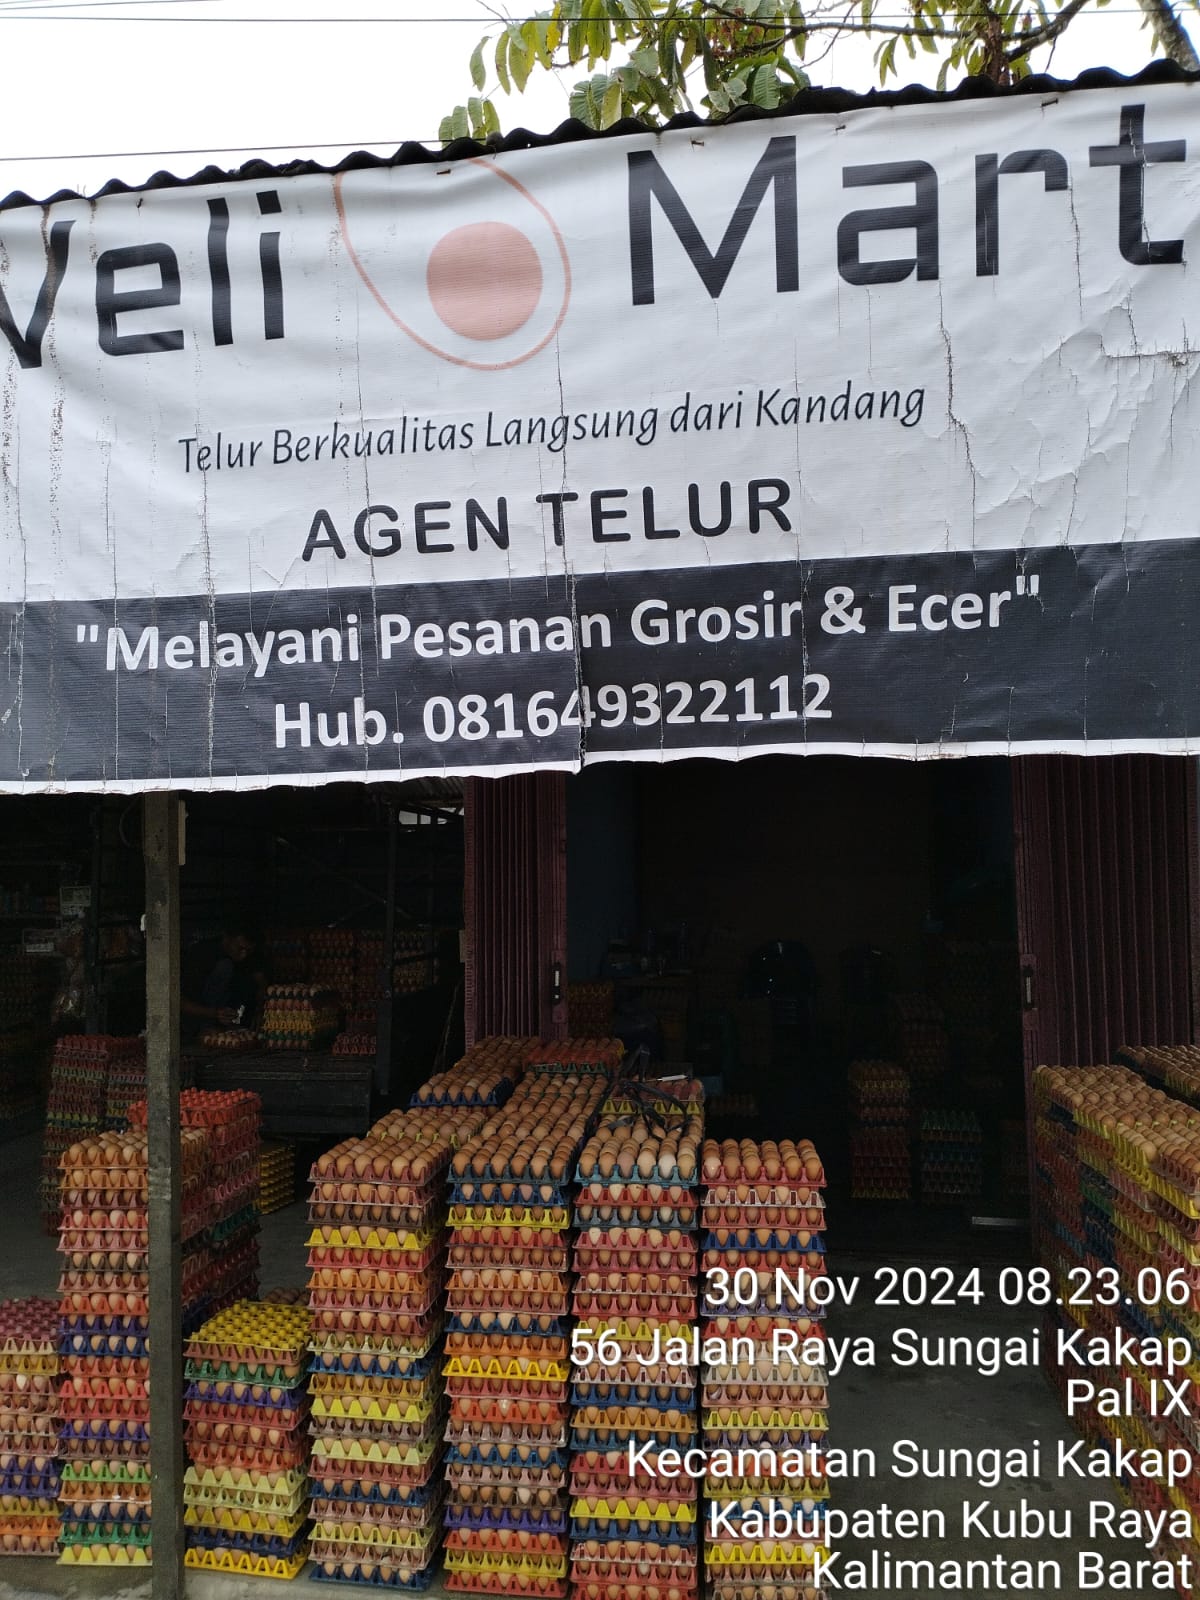 Veli Mart
Telur Berkualitas Langsung dari Kandang
AGEN TELUR
"Melayani Pesanan Grosir & Ecer"
Hub. 081649322112
30 Nov 2024 08.23.06
56 Jalan Raya Sungai Kakap
Pal IX
Kecamatan Sungai Kakap
Kabupaten Kubu Raya
Kalimantan Barat